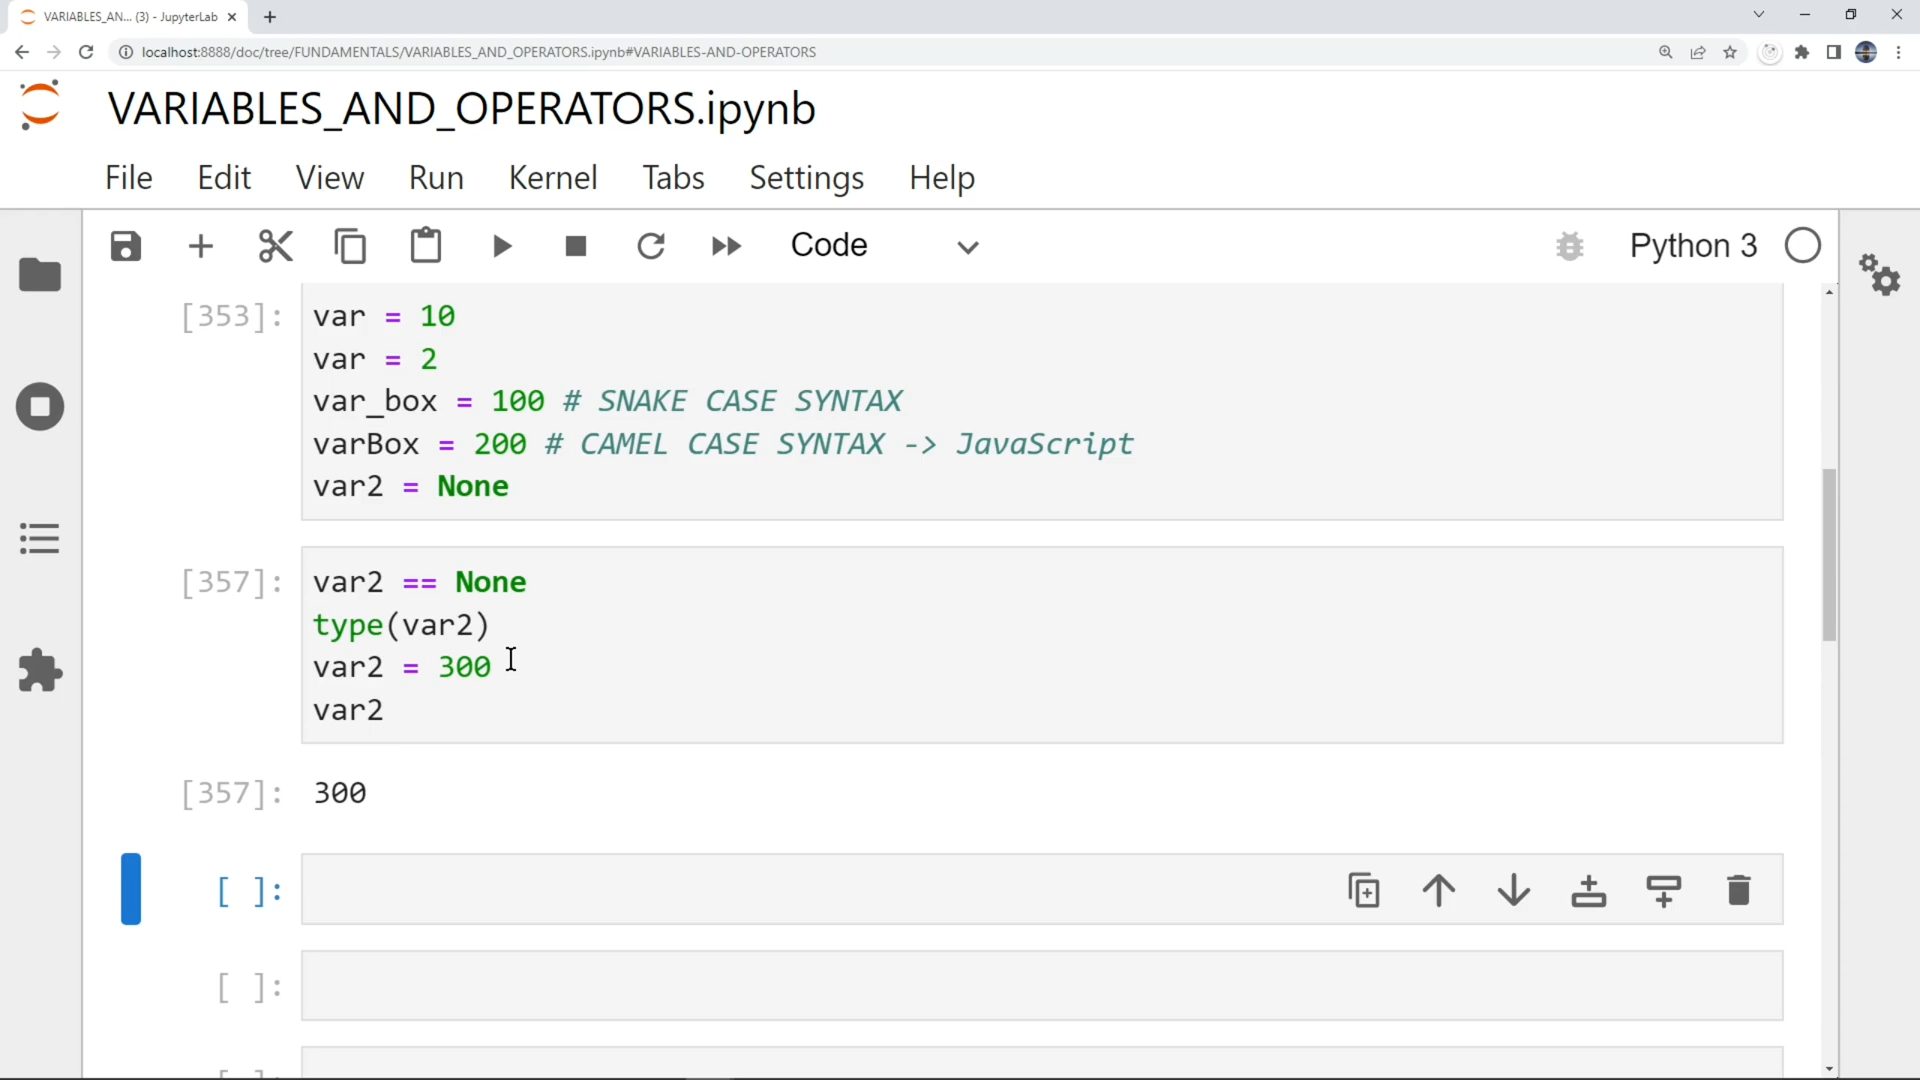 VARIABLES_AN... (3) - JupyterLab
localhost:8888/doc/tree/FUNDAMENTALS/VARIABLES_AND_OPERATORS.ipynb#VARIABLES-AND-OPERATORS
VARIABLES_AND_OPERATORS.ipynb
File Edit View Run Kernel Tabs Settings Help
Code Python 3
[353]: var = 10
var = 2
var_box = 100 # SNAKE CASE SYNTAX
varBox = 200 # CAMEL CASE SYNTAX -> JavaScript
var2 = None
[357]: var2 == None
type(var2)
var2 = 300
var2
[357]: 300
[ ]:
[ ]:
[ ]: